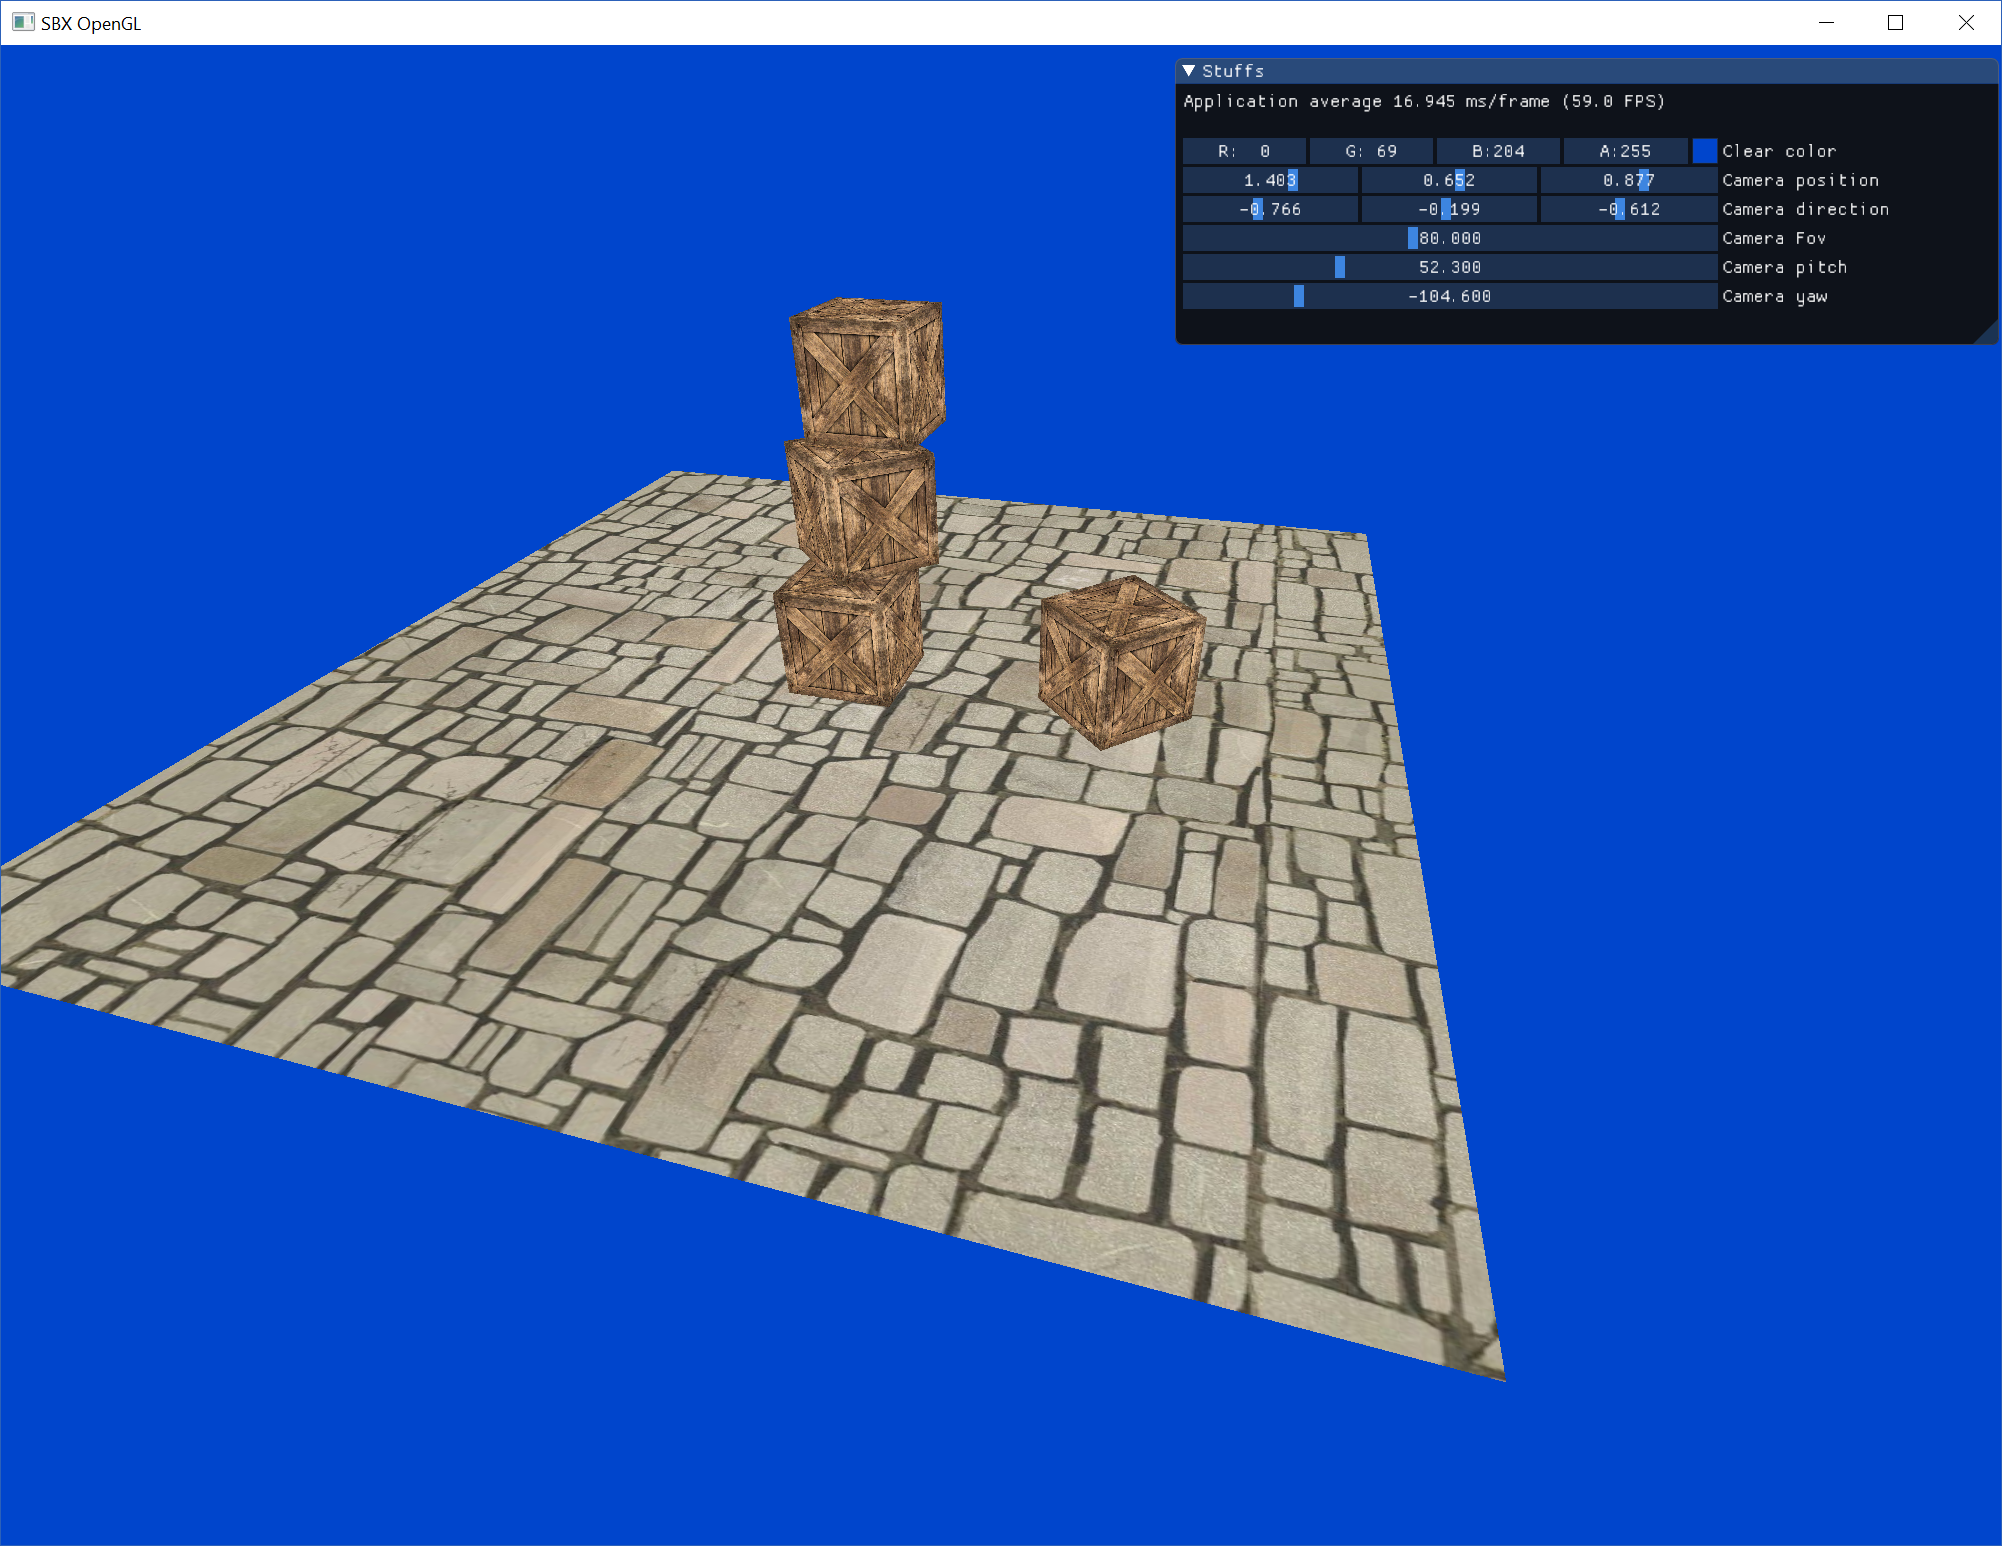 SBX OpenGL
Stuffs
Application average 16.945 ms/frame (59.0 FPS)
R:  0 G: 69 B:204 A:255 Clear color
1.403 0.652 0.877 Camera position
-0.766 -0.199 -0.612 Camera direction
80.000 Camera Fov
52.300 Camera pitch
-104.600 Camera yaw